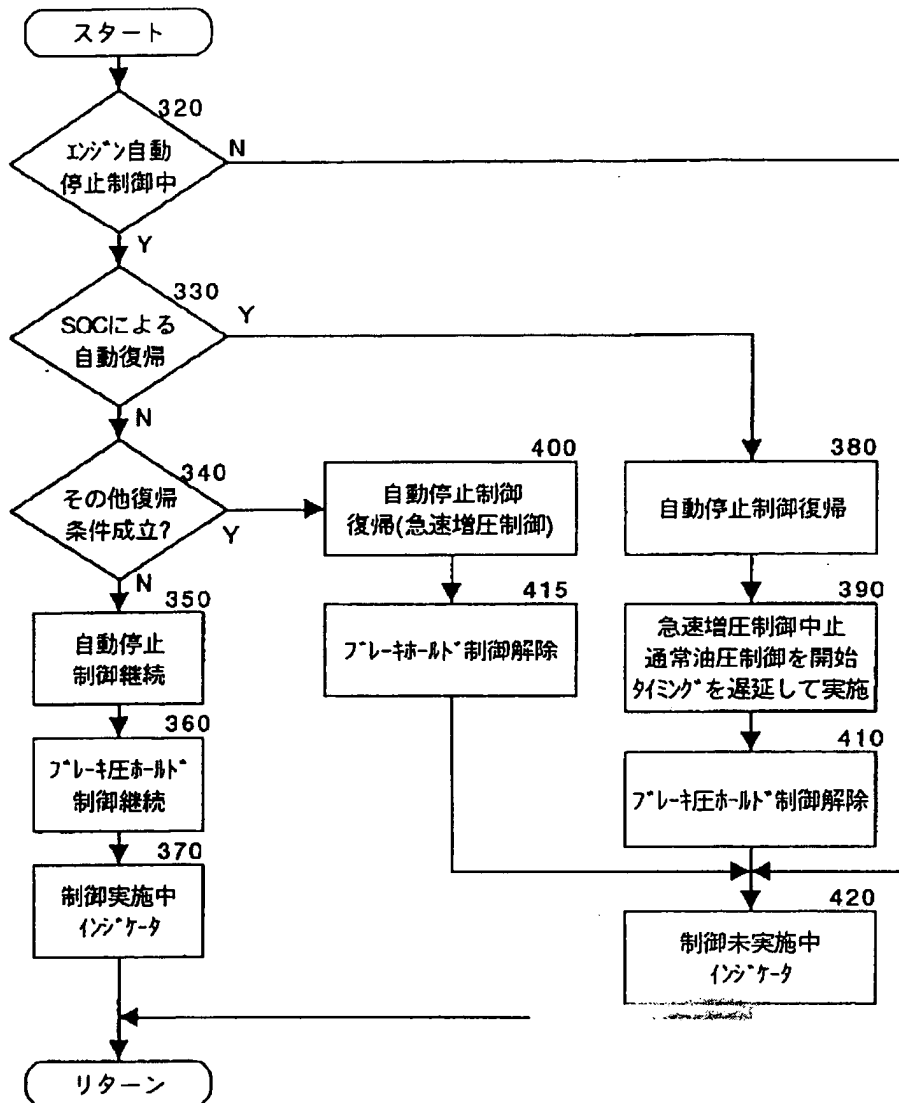 スタート
320
エンジン自動
停止制御中
N
Y
330
SOCによる
自動復帰
Y
N
340
その他復帰
条件成立?
Y
N
400
自動停止制御
復帰(急速増圧制御)
380
自動停止制御復帰
350
自動停止
制御継続
415
ブレーキホールド制御解除
390
急速増圧制御中止
通常油圧制御を開始
タイミングを遅延して実施
360
ブレーキ圧ホールド
制御継続
410
ブレーキ圧ホールド制御解除
370
制御実施中
インジケータ
420
制御未実施中
インジケータ
リターン